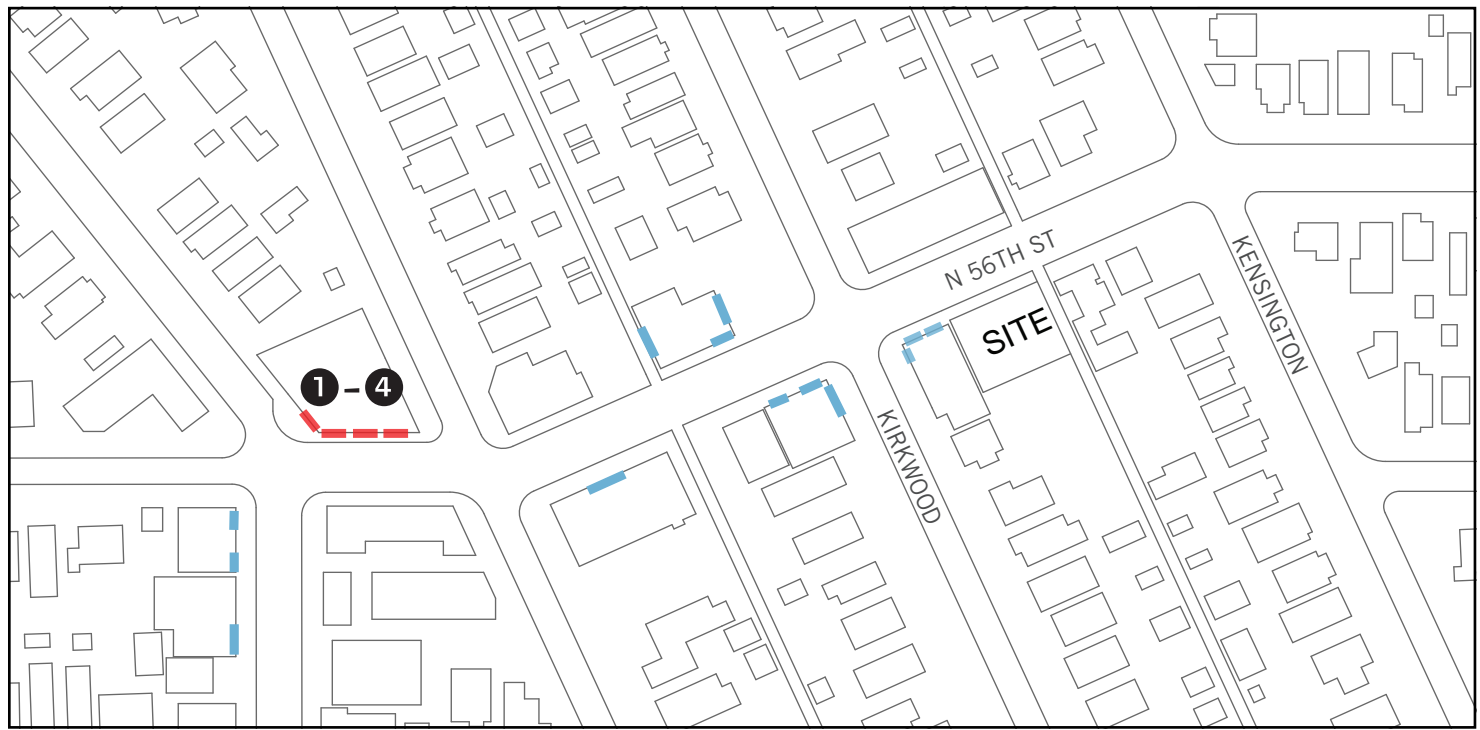 N 56TH ST
KENSINGTON
SITE
1 – 4
KIRKWOOD